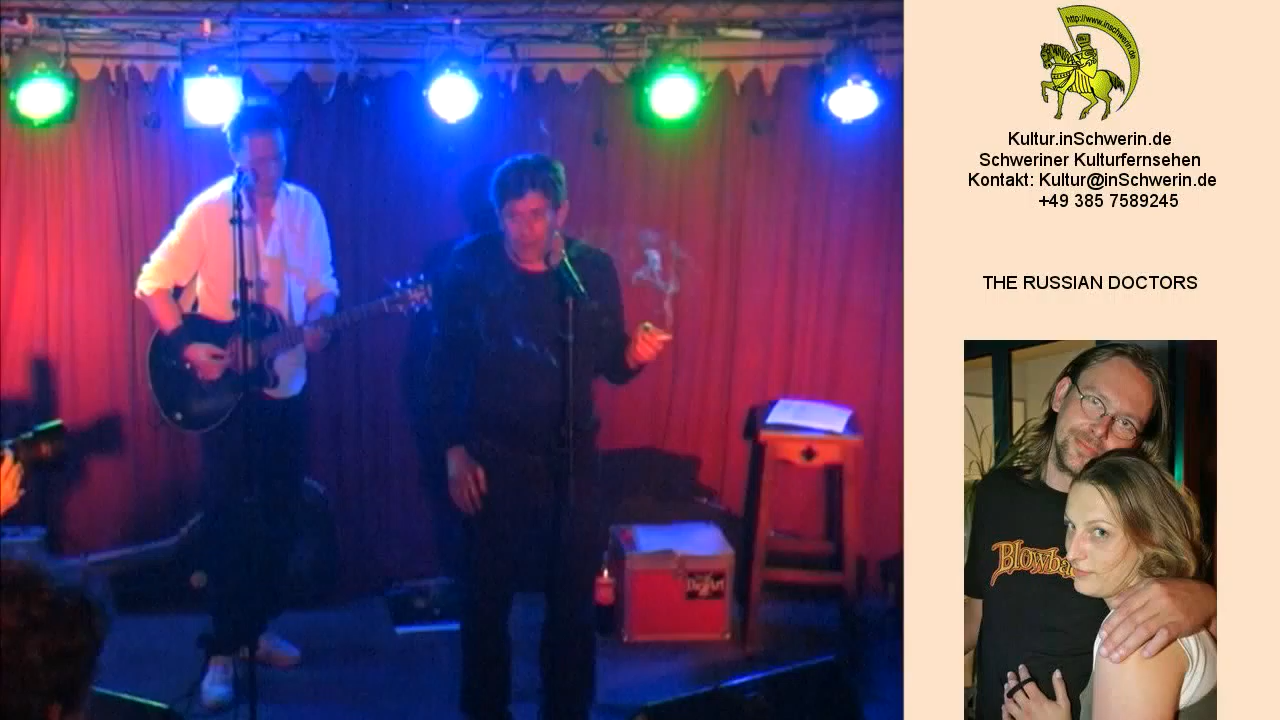 http://www.inschwerin.de
Kultur.inSchwerin.de
Schweriner Kulturfernsehen
Kontakt: Kultur@inSchwerin.de
+49 385 7589245
THE RUSSIAN DOCTORS